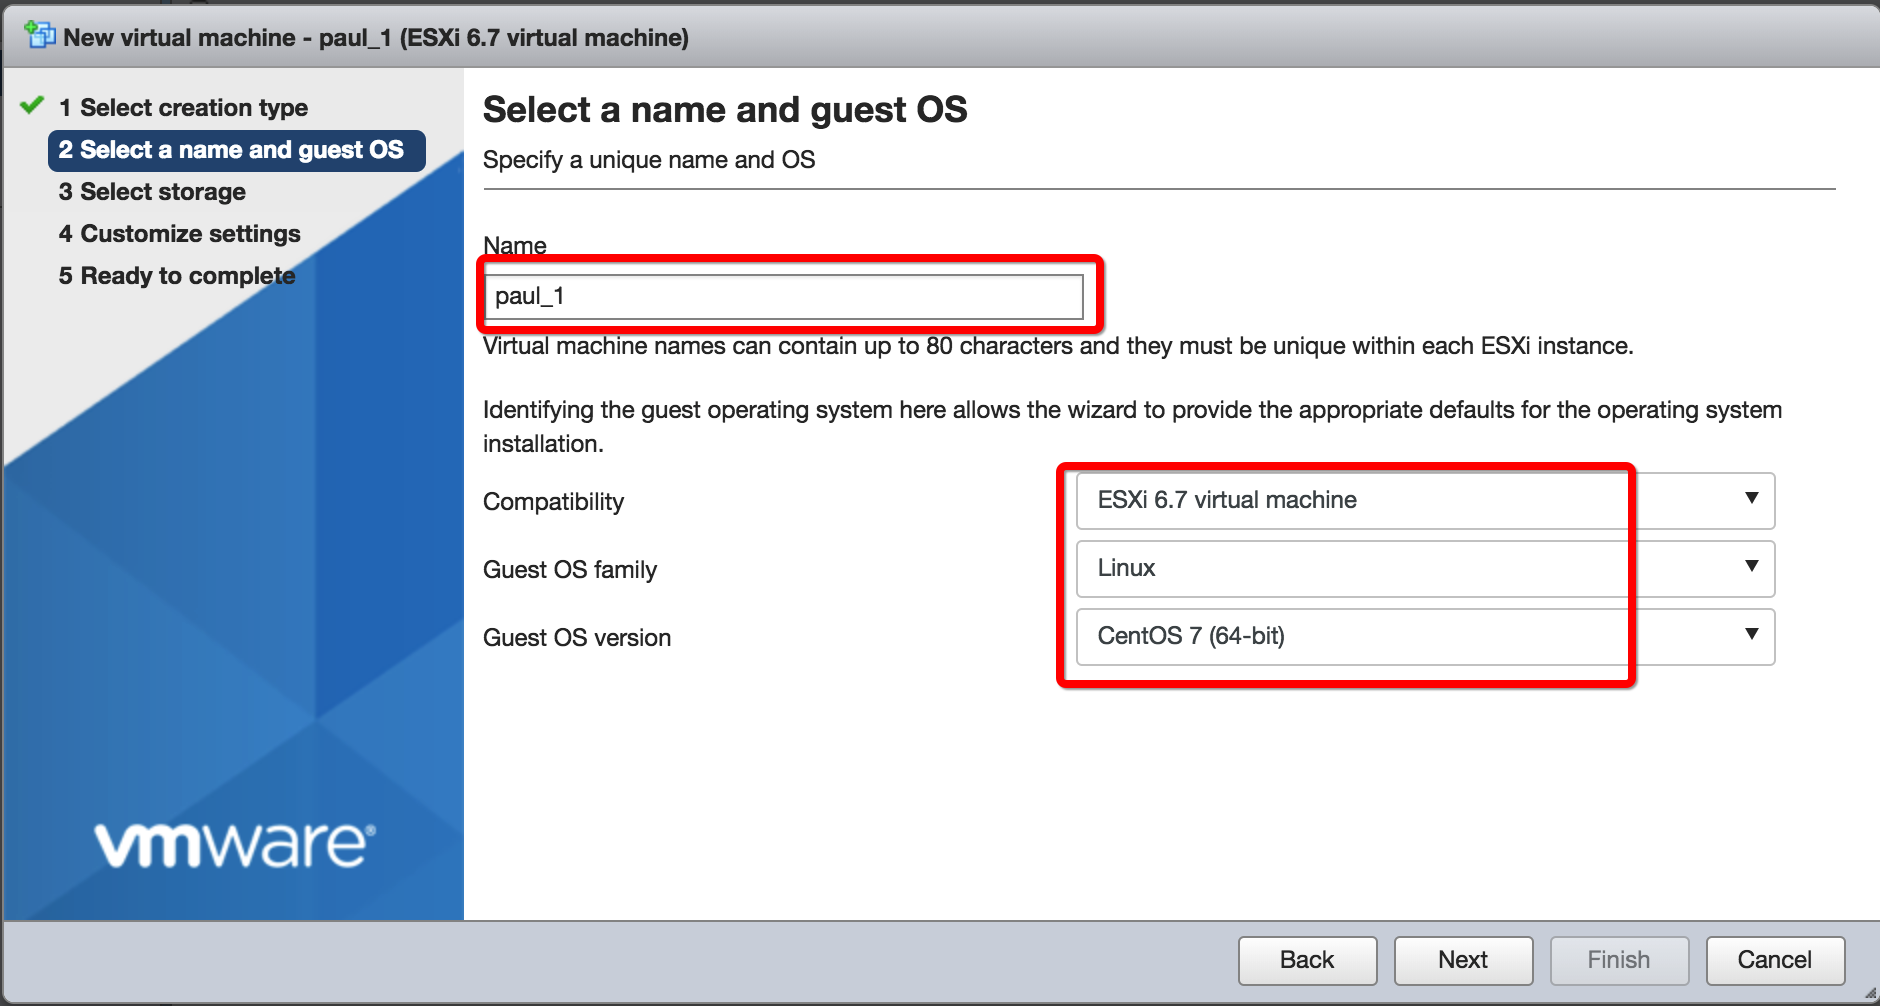 New virtual machine - paul_1 (ESXi 6.7 virtual machine)
1 Select creation type
2 Select a name and guest OS
3 Select storage
4 Customize settings
5 Ready to complete
vmware®
Select a name and guest OS
Specify a unique name and OS
Name
paul_1
Virtual machine names can contain up to 80 characters and they must be unique within each ESXi instance.
Identifying the guest operating system here allows the wizard to provide the appropriate defaults for the operating system
installation.
Compatibility
ESXi 6.7 virtual machine
Guest OS family
Linux
Guest OS version
CentOS 7 (64-bit)
Back
Next
Finish
Cancel